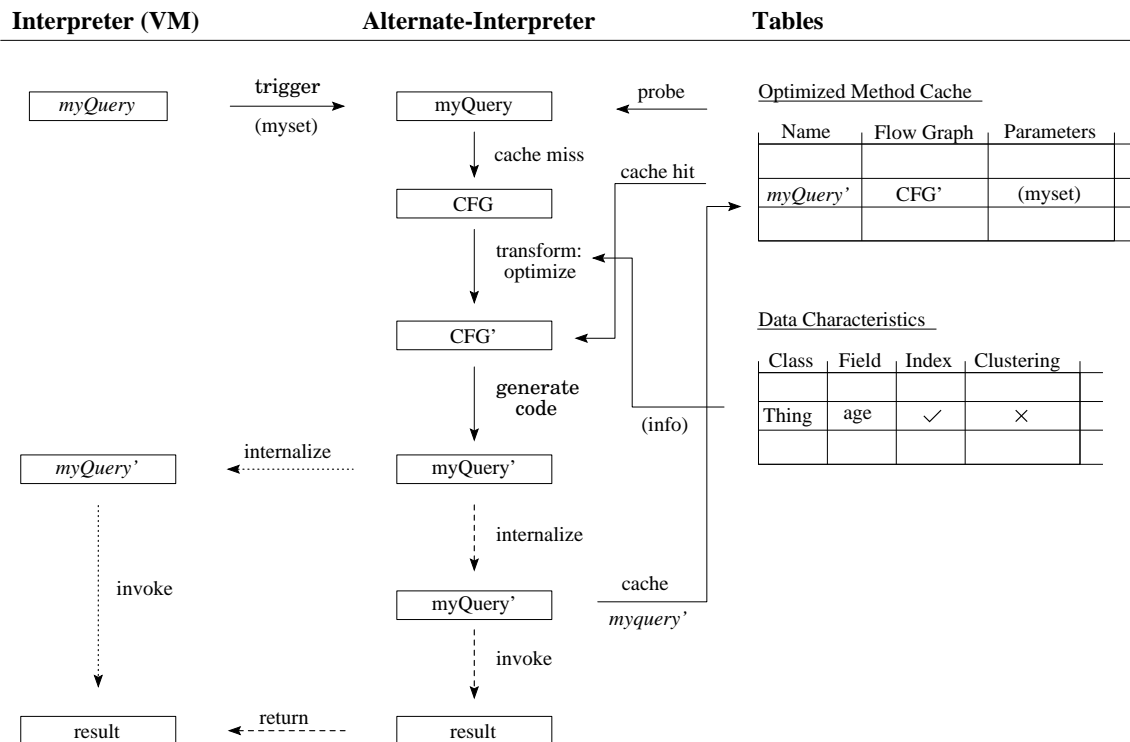 Interpreter (VM)
Alternate-Interpreter
Tables
myQuery
trigger
(myset)
myQuery
probe
Optimized Method Cache
Name Flow Graph Parameters
myQuery’ CFG’ (myset)
cache miss
cache hit
CFG
transform:
optimize
CFG’
Data Characteristics
Class Field Index Clustering
Thing age ✓ ×
generate
code
(info)
myQuery’
internalize
myQuery’
internalize
invoke
myQuery’
cache
myquery’
invoke
result
return
result